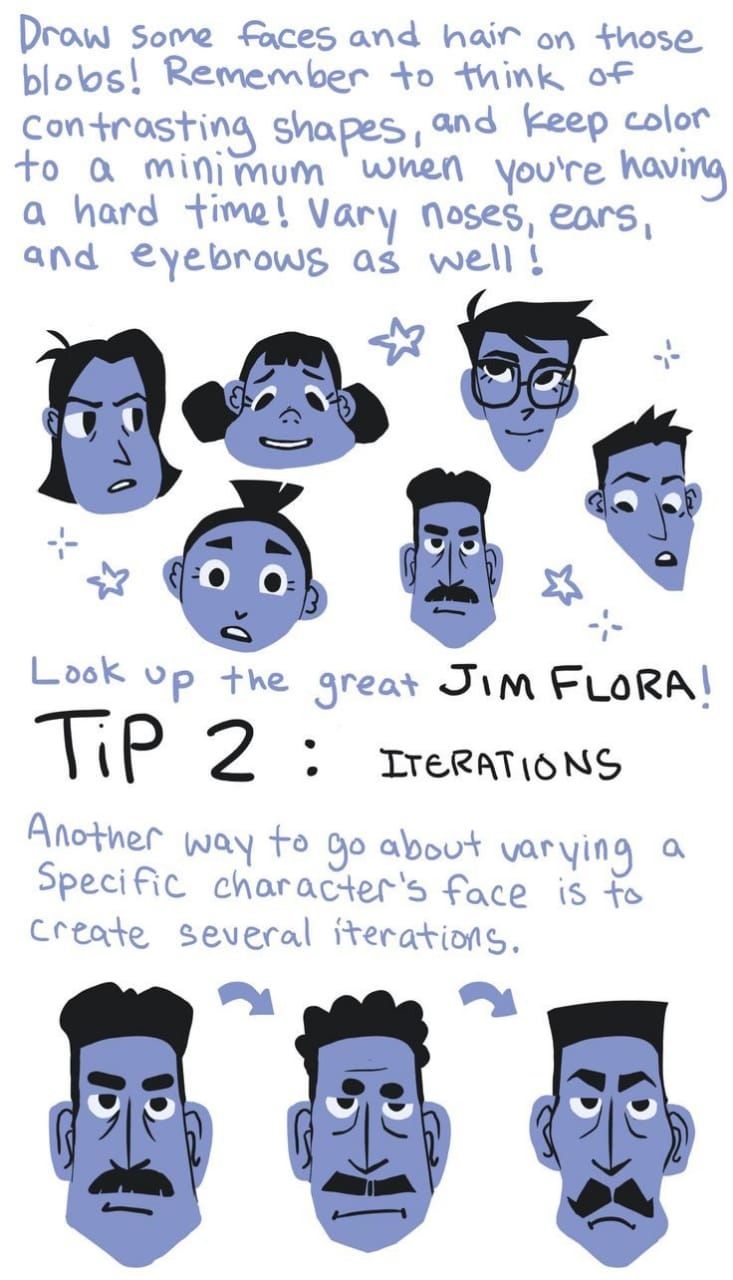 Draw some faces and hair on those
blobs! Remember to think of
contrasting shapes, and keep color
to a minimum when you're having
a hard time! Vary noses, ears,
and eyebrows as well!
Look up the great JIM FLORA!
TiP 2 : ITERATIONS
Another way to go about varying a
specific character's face is to
create several iterations.